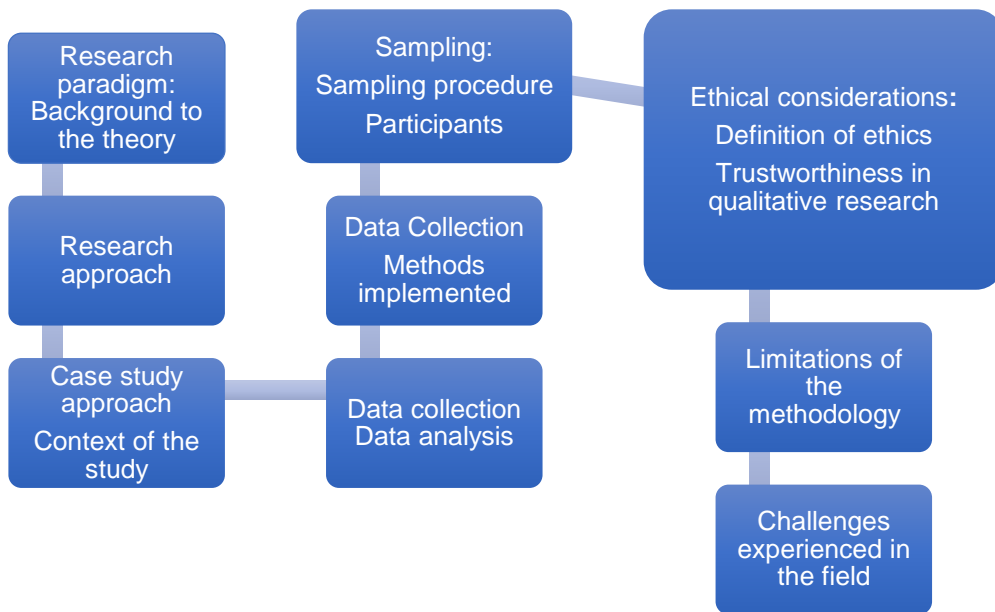 Research
paradigm:
Background to
the theory
Research
approach
Case study
approach
Context of the
study
Data collection
Data analysis
Data Collection
Methods
implemented
Sampling:
Sampling procedure
Participants
Ethical considerations:
Definition of ethics
Trustworthiness in
qualitative research
Limitations of
the
methodology
Challenges
experienced in
the field